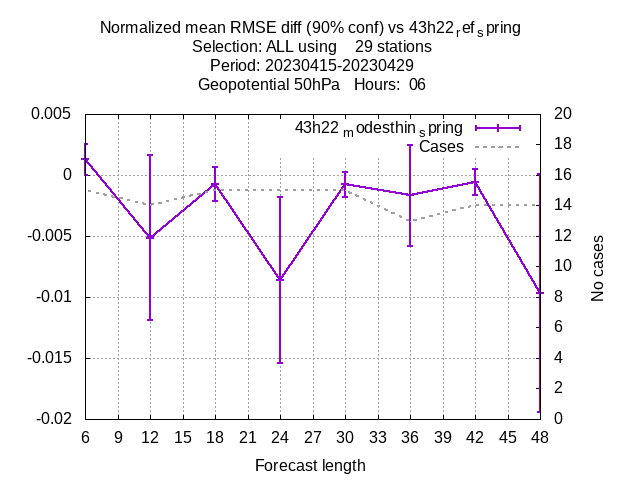 Normalized mean RMSE diff (90% conf) vs 43h22refspring
Selection: ALL using 29 stations
Period: 20230415-20230429
Geopotential 50hPa Hours: 06
43h22modesthinspring
Cases
0.005
0
-0.005
-0.01
-0.015
-0.02
20
18
16
14
12
10
8
6
4
2
0
No cases
6 9 12 15 18 21 24 27 30 33 36 39 42 45 48
Forecast length